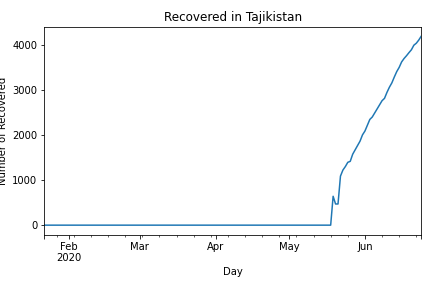 Recovered in Tajikistan
Number of Recovered
4000
3000
2000
1000
0
Feb
2020
Mar
Apr
May
Jun
Day